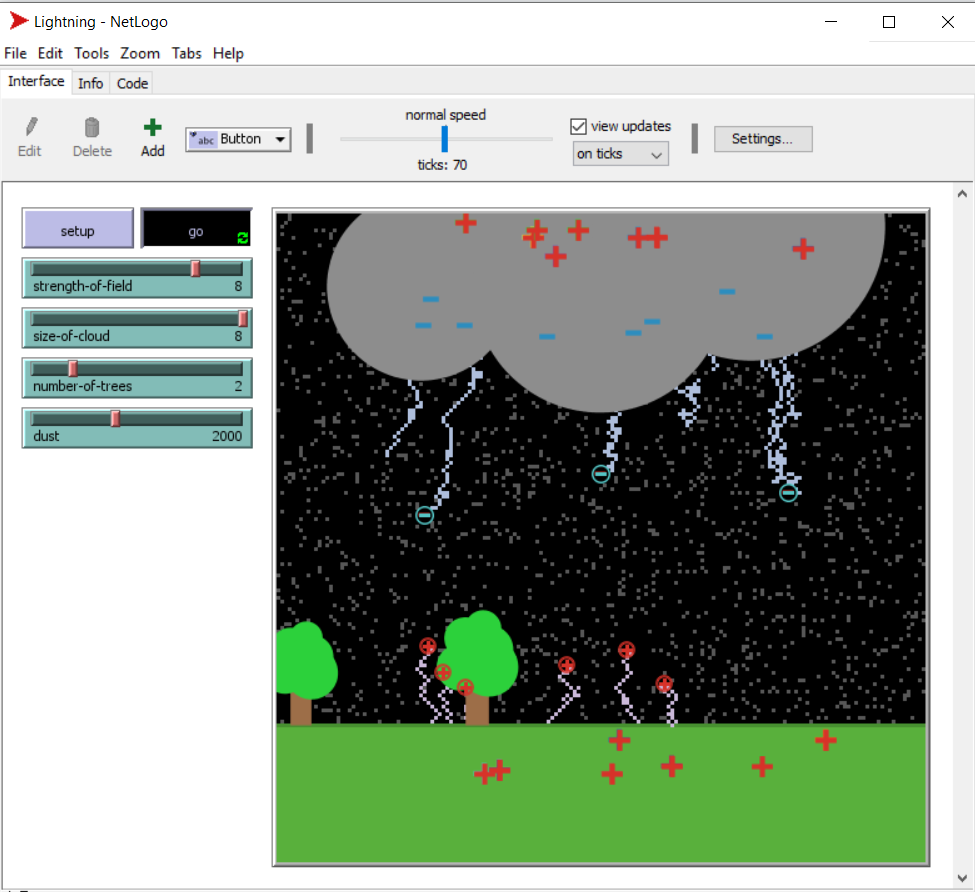 Lightning - NetLogo
File Edit Tools Zoom Tabs Help
Interface Info Code
normal speed
view updates
Edit Delete Add
abc Button
on ticks
Settings...
ticks: 70
setup go
strength-of-field 8
size-of-cloud 8
number-of-trees 2
dust 2000